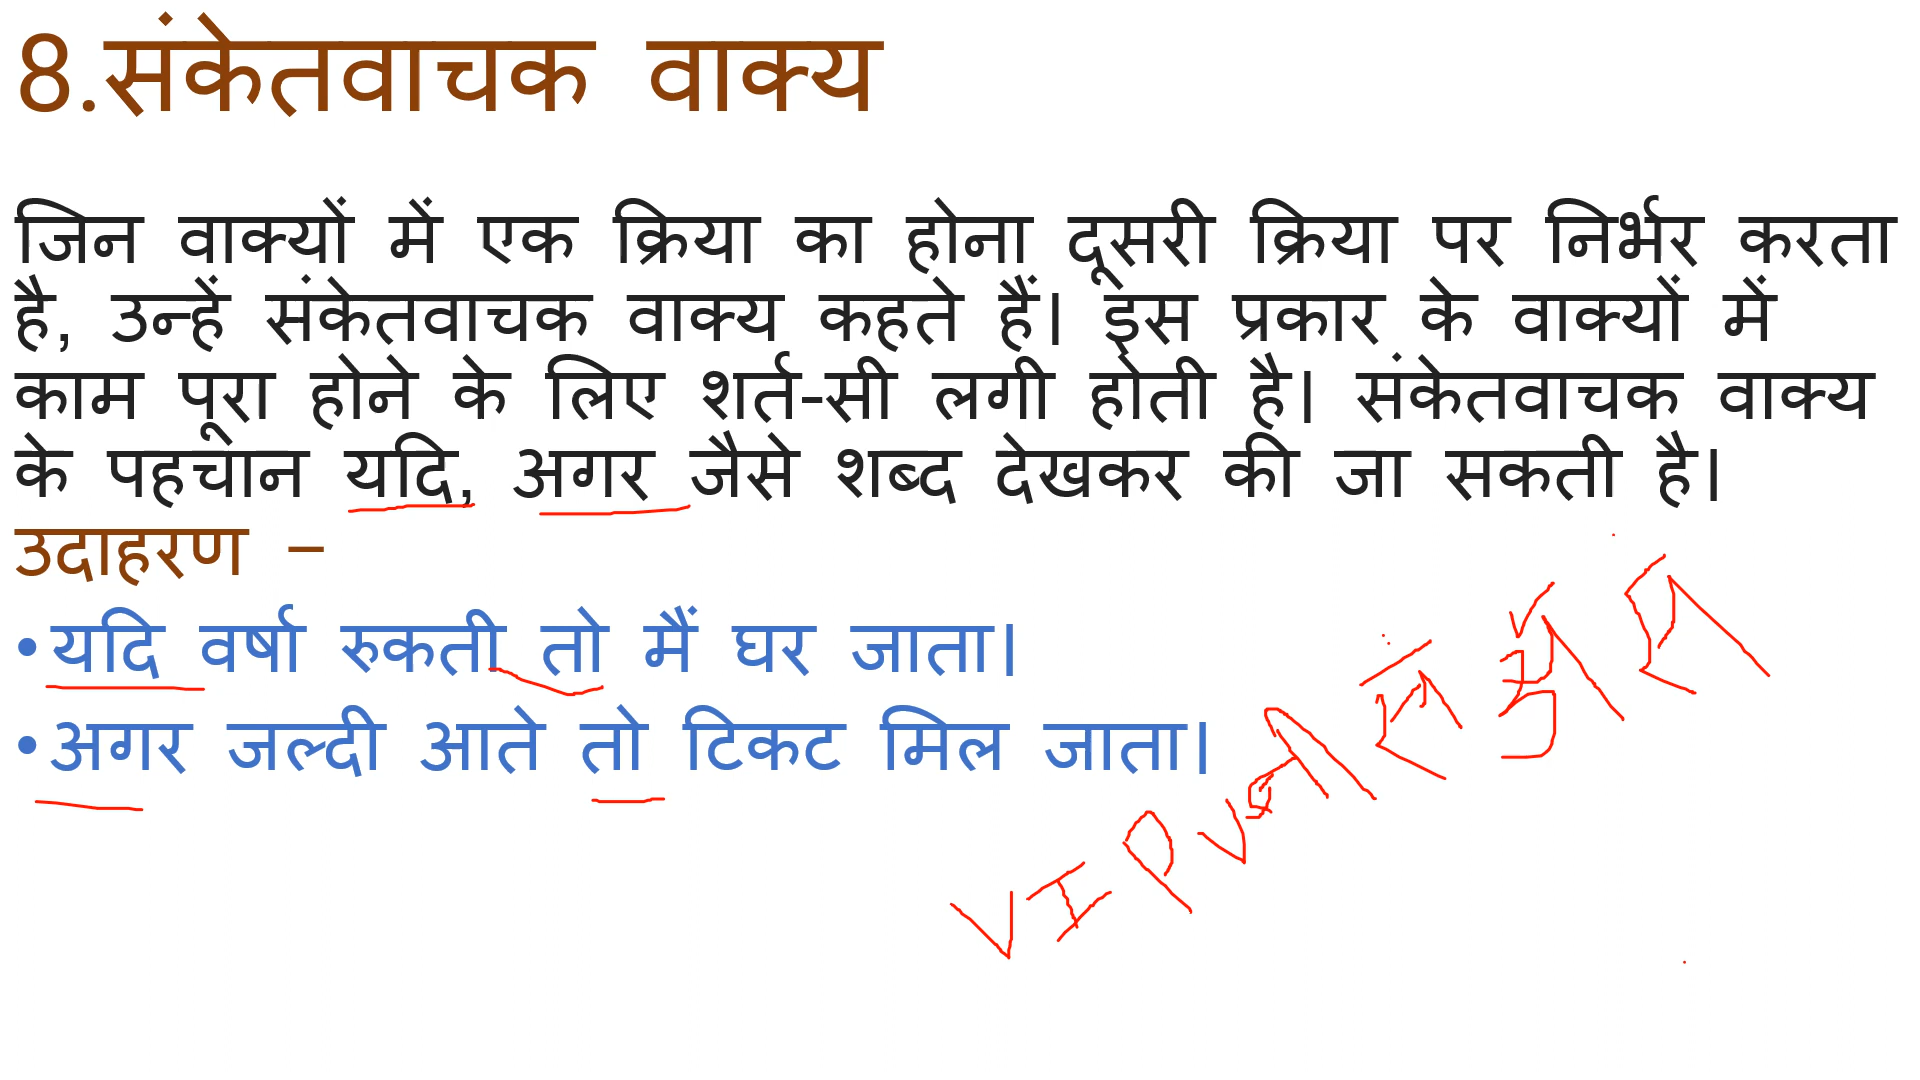 8.संकेतवाचक वाक्य
जिन वाक्यों में एक क्रिया का होना दूसरी क्रिया पर निर्भर करता
है, उन्हें संकेतवाचक वाक्य कहते हैं। इस प्रकार के वाक्यों में
काम पूरा होने के लिए शर्त-सी लगी होती है। संकेतवाचक वाक्य
के पहचान यदि, अगर जैसे शब्द देखकर की जा सकती है।
उदाहरण –
•यदि वर्षा रुकती तो मैं घर जाता।
•अगर जल्दी आते तो टिकट मिल जाता।
VIP